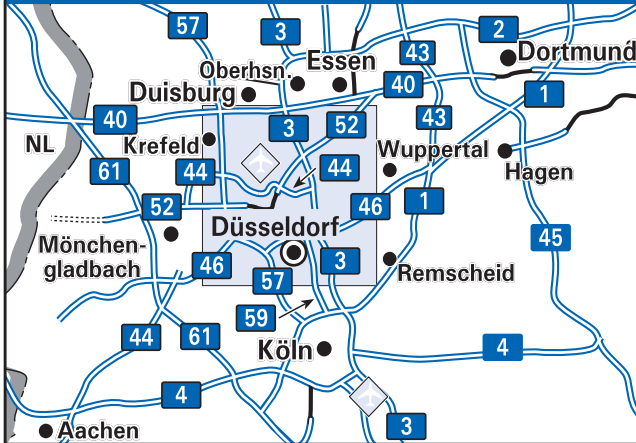 57
3
2
Dortmund
43
Essen
Oberhsn.
40
Duisburg
1
40
3
52
43
NL
Krefeld
Wuppertal
Hagen
61
44
44
52
46
1
Düsseldorf
45
Mönchen-
gladbach
46
57
3
Remscheid
59
44
61
Köln
4
4
3
Aachen